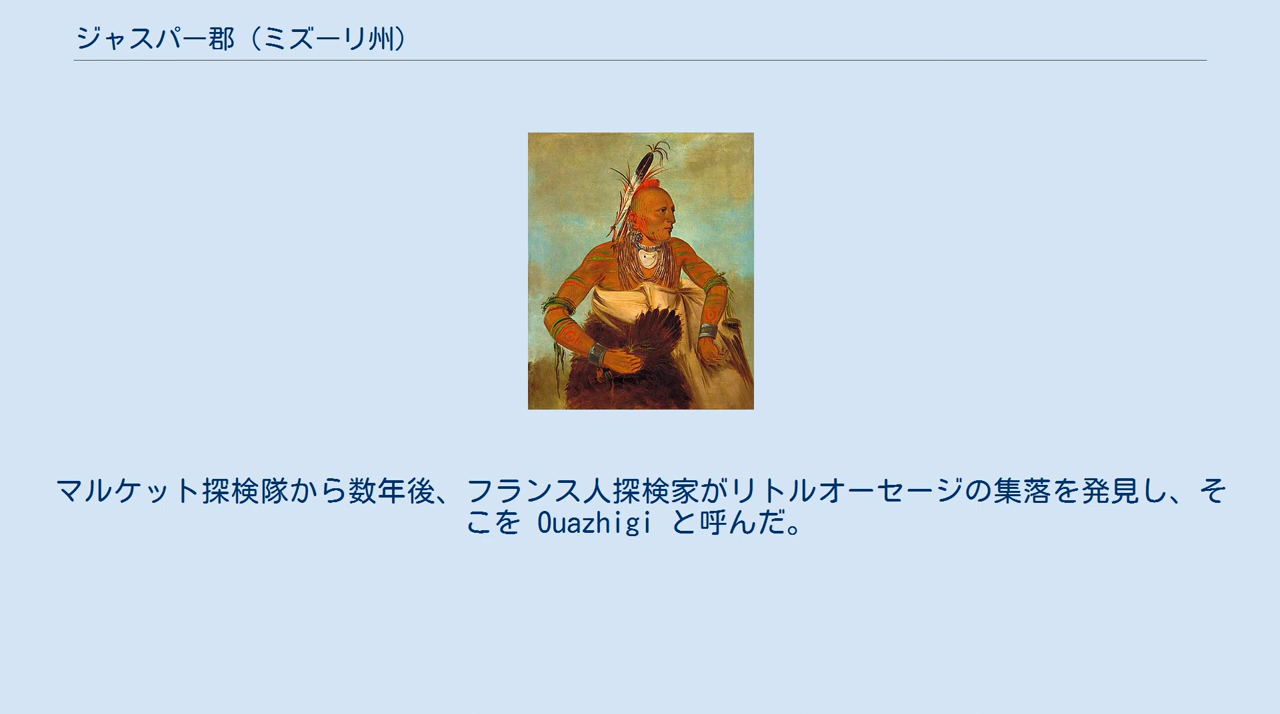 ジャスパー郡（ミズーリ州）
マルケット探検隊から数年後、フランス人探検家がリトルオーセージの集落を発見し、そ
こを Ouazhigi と呼んだ。